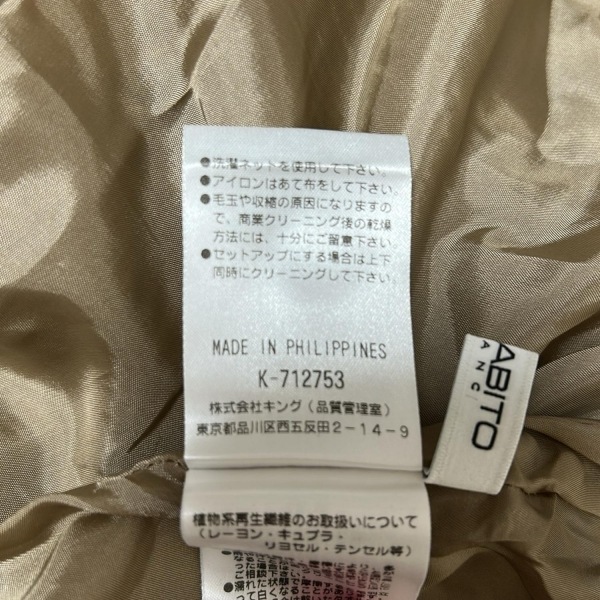 ●洗濯ネットを使用して下さい。
●アイロンはあて布をして下さい。
●毛玉や収縮の原因になりますの
で、商業クリーニング後の乾燥
方法には、十分にご留意下さい。
●セットアップにする場合は上下
同時にクリーニングして下さい。
MADE IN PHILIPPINES
K-712753
株式会社キング（品質管理室）
東京都品川区西五反田2-14-9
ABITO
ANC
植物系再生繊維のお取扱いについて
（レーヨン・キュプラ・
リヨセル・テンセル等）